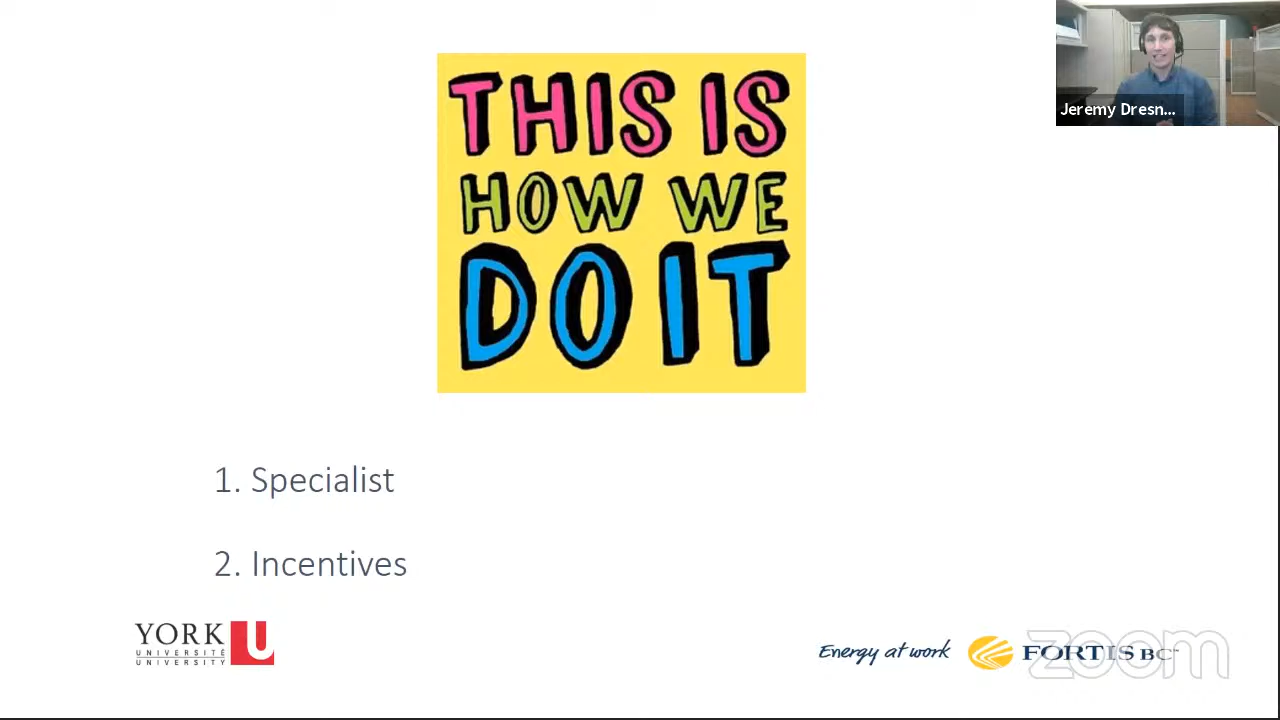 Jeremy Dresn...
THIS IS
HOW WE
DO IT
1. Specialist
2. Incentives
YORK U
UNIVERSITÉ
UNIVERSITY
Energy at work
FORTIS BC™
zoom